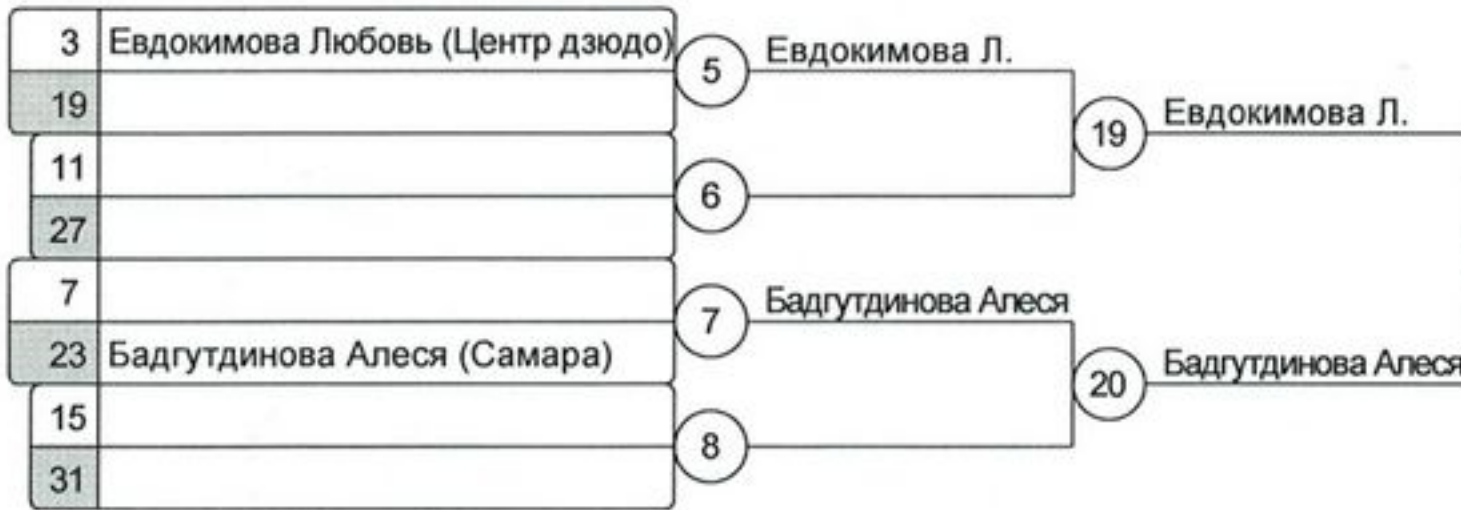 3 Евдокимова Любовь (Центр дзюдо)
5 Евдокимова Л.
19
19 Евдокимова Л.
11
6
27
7
7 Бадгутдинова Алеся
23 Бадгутдинова Алеся (Самара)
20 Бадгутдинова Алеся
15
8
31